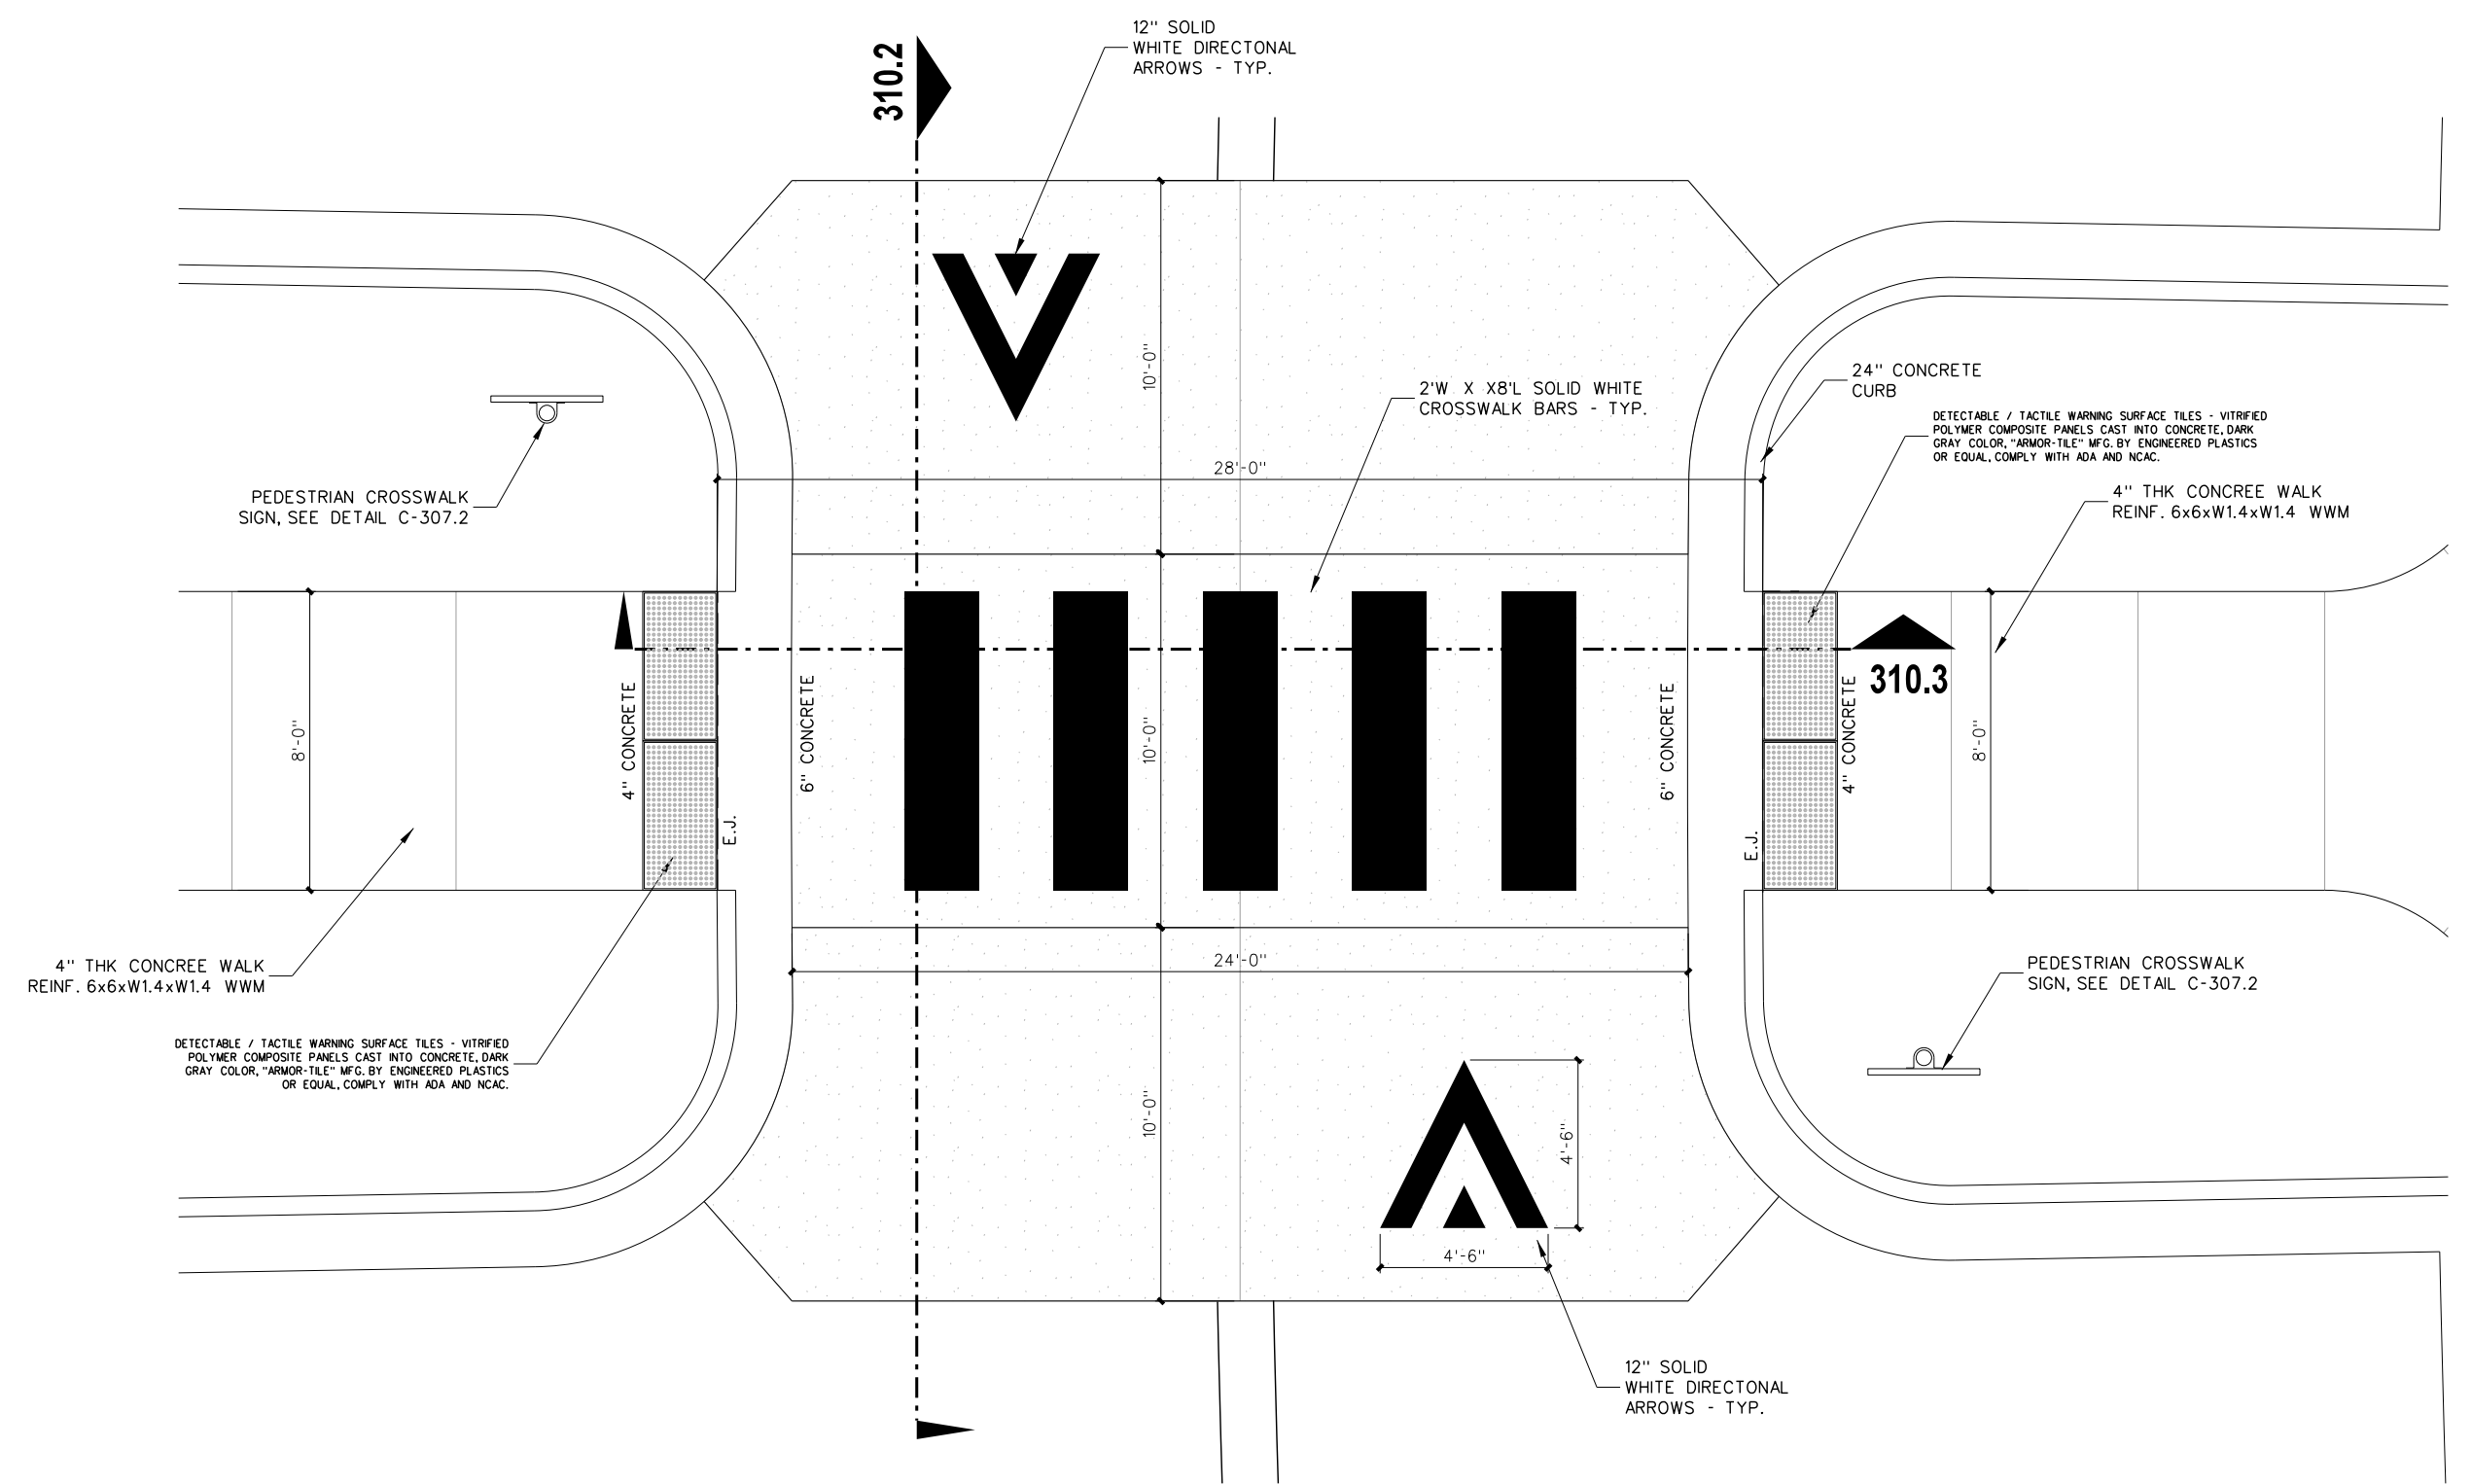 12" SOLID
WHITE DIRECTONAL
ARROWS - TYP.
310.2
10'-0"
2'W X X8'L SOLID WHITE
CROSSWALK BARS - TYP.
24" CONCRETE
CURB
DETECTABLE / TACTILE WARNING SURFACE TILES - VITRIFIED
POLYMER COMPOSITE PANELS CAST INTO CONCRETE, DARK
GRAY COLOR, "ARMOR-TILE" MFG. BY ENGINEERED PLASTICS
OR EQUAL, COMPLY WITH ADA AND NCAC.
28'-0"
PEDESTRIAN CROSSWALK
SIGN, SEE DETAIL C-307.2
4" THK CONCREE WALK
REINF. 6x6xW1.4xW1.4 WWM
8'-0"
4" CONCRETE
E.J.
6" CONCRETE
10'-0"
6" CONCRETE
E.J.
4" CONCRETE
310.3
8'-0"
4" THK CONCREE WALK
REINF. 6x6xW1.4xW1.4 WWM
24'-0"
PEDESTRIAN CROSSWALK
SIGN, SEE DETAIL C-307.2
DETECTABLE / TACTILE WARNING SURFACE TILES - VITRIFIED
POLYMER COMPOSITE PANELS CAST INTO CONCRETE, DARK
GRAY COLOR, "ARMOR-TILE" MFG. BY ENGINEERED PLASTICS
OR EQUAL, COMPLY WITH ADA AND NCAC.
10'-0"
4'-6"
4'-6"
12" SOLID
WHITE DIRECTONAL
ARROWS - TYP.